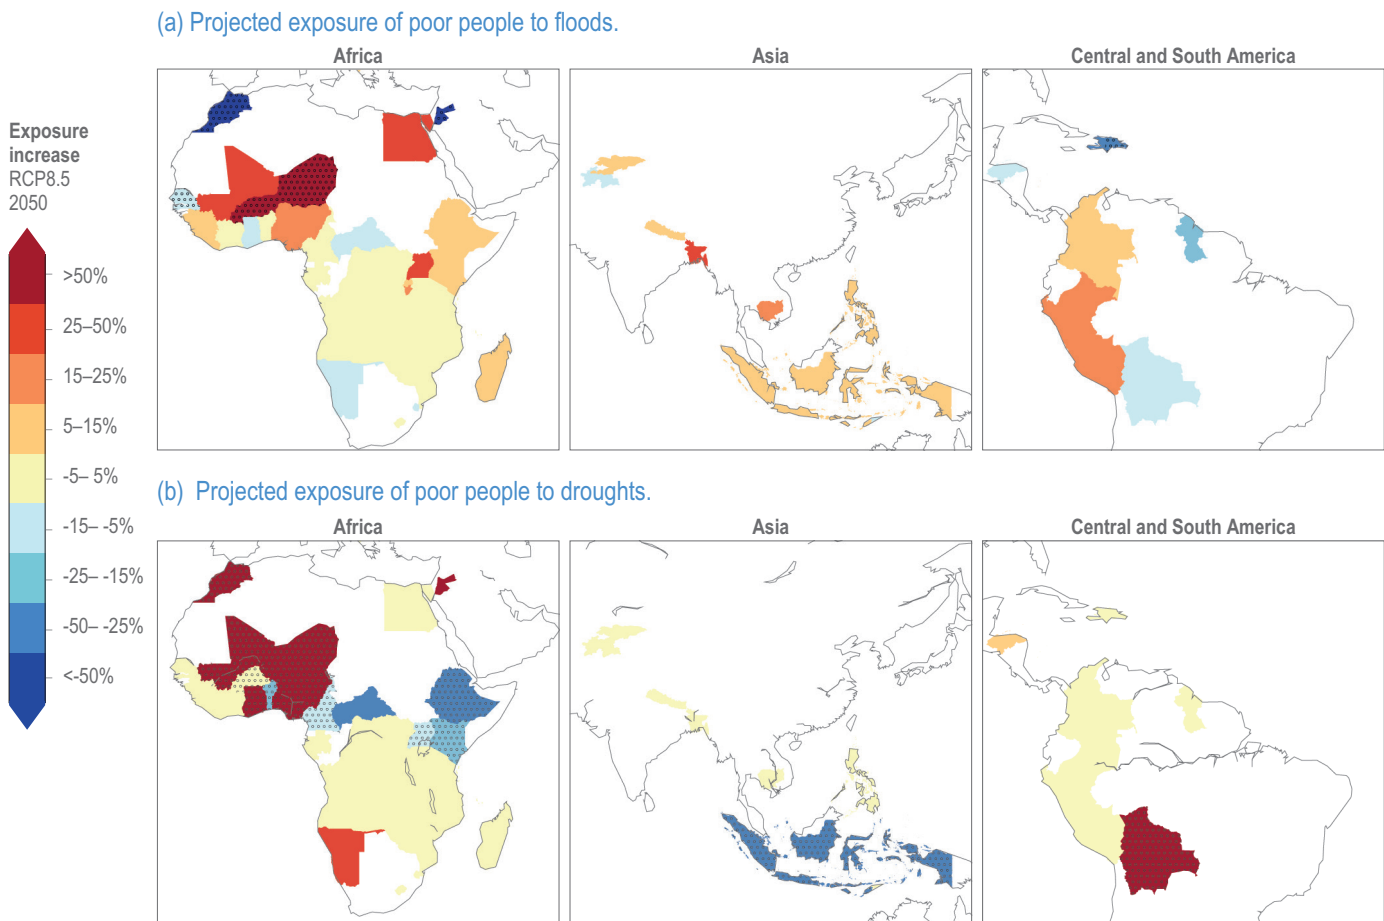 (a) Projected exposure of poor people to floods.
Africa
Asia
Central and South America
Exposure
increase
RCP8.5
2050
>50%
25–50%
15–25%
5–15%
-5– 5%
-15– -5%
-25– -15%
-50– -25%
<-50%
(b) Projected exposure of poor people to droughts.
Africa
Asia
Central and South America